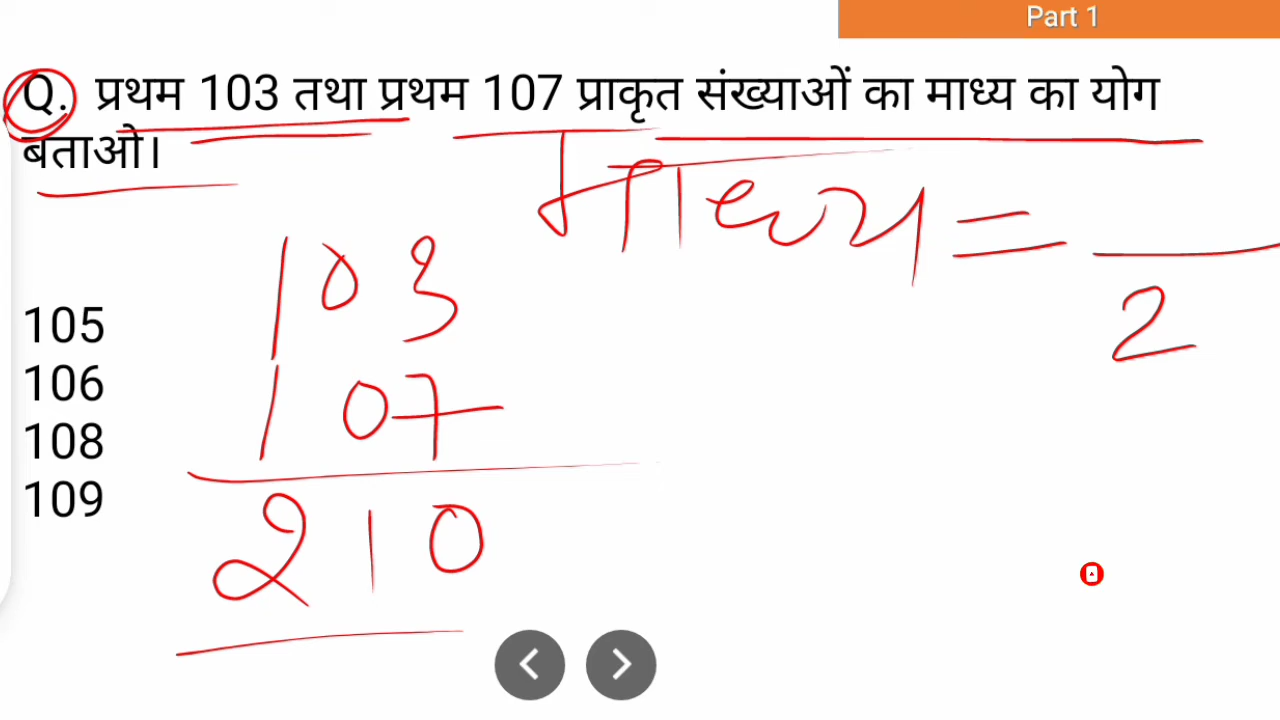 Part 1
Q. प्रथम 103 तथा प्रथम 107 प्राकृत संख्याओं का माध्य का योग
बताओ।
माध्य = 
2
103
107
210
105
106
108
109